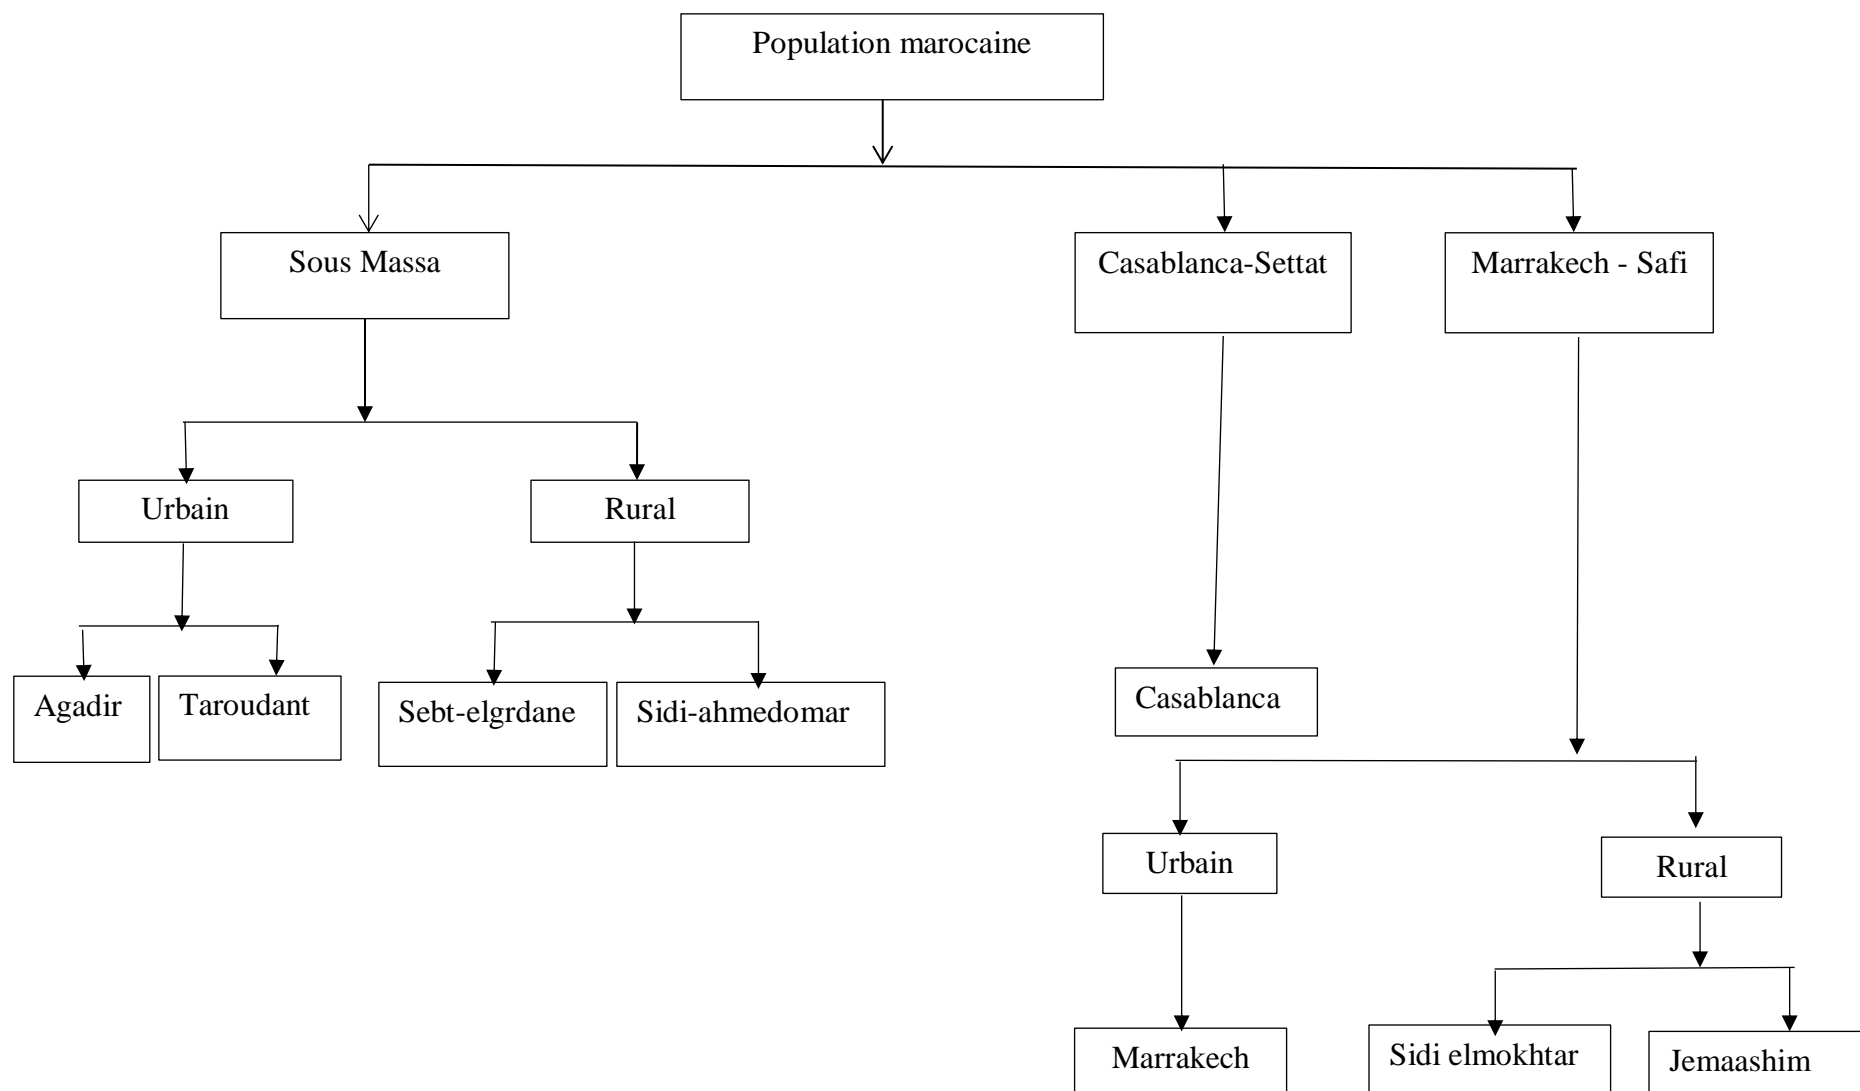 Population marocaine
Sous Massa
Casablanca-Settat
Marrakech - Safi
Urbain
Rural
Agadir
Taroudant
Sebt-elgrdane
Sidi-ahmedomar
Casablanca
Urbain
Rural
Marrakech
Sidi elmokhtar
Jemaashim